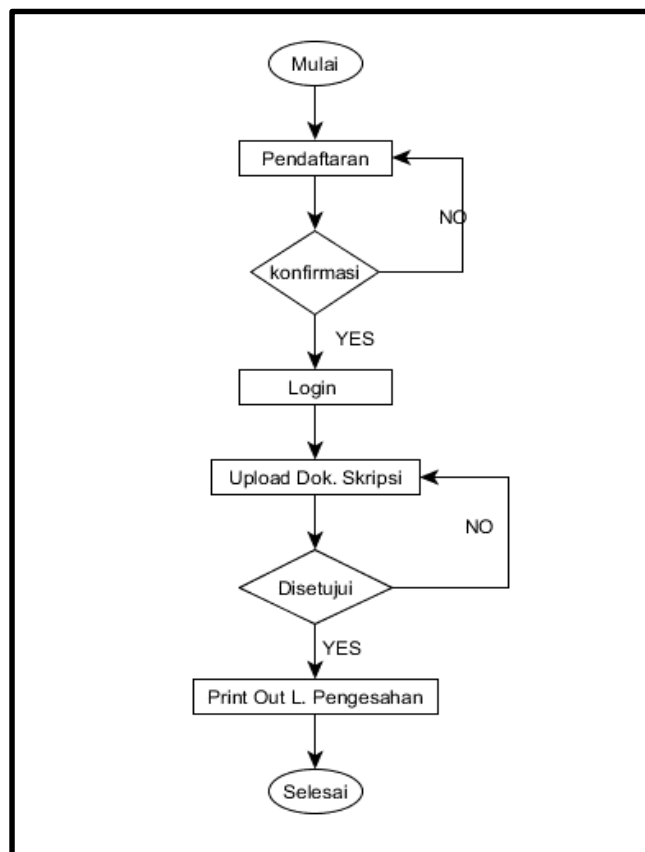 Mulai
Pendaftaran
NO
konfirmasi
YES
Login
Upload Dok. Skripsi
NO
Disetujui
YES
Print Out L. Pengesahan
Selesai